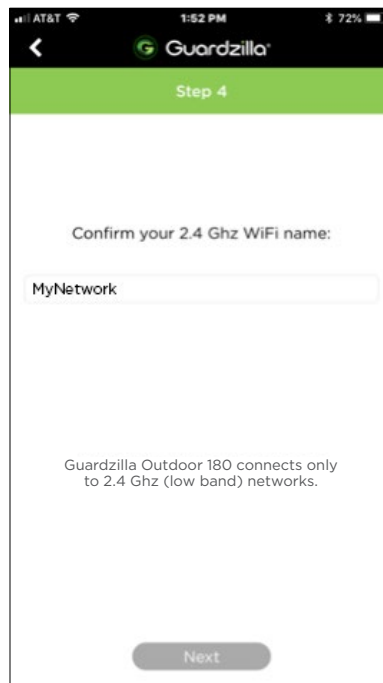 AT&T 1:52 PM 72%
Guardzilla
Step 4
Confirm your 2.4 Ghz WiFi name:
MyNetwork
Guardzilla Outdoor 180 connects only
to 2.4 Ghz (low band) networks.
Next